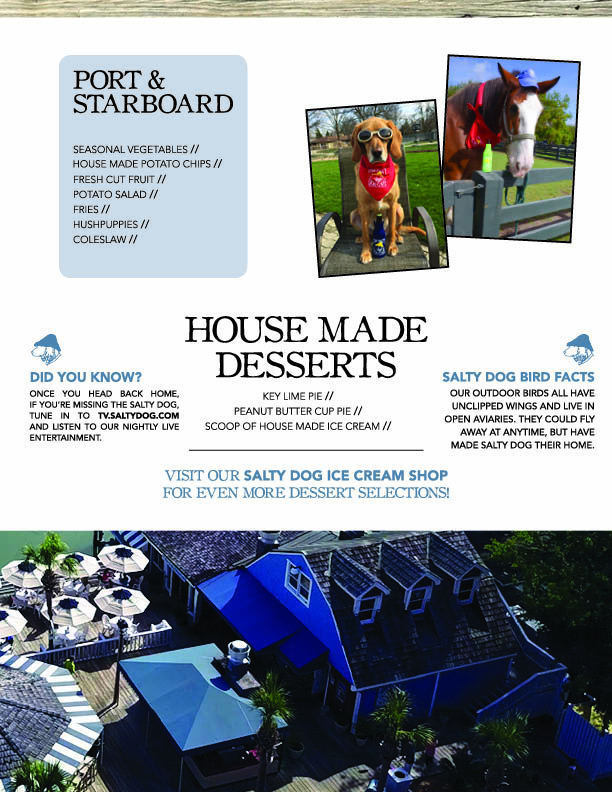 PORT &
STARBOARD
SEASONAL VEGETABLES //
HOUSE MADE POTATO CHIPS //
FRESH CUT FRUIT //
POTATO SALAD //
FRIES //
HUSHPUPPIES //
COLESLAW //
HOUSE MADE
DESSERTS
KEY LIME PIE //
PEANUT BUTTER CUP PIE //
SCOOP OF HOUSE MADE ICE CREAM //
DID YOU KNOW?
ONCE YOU HEAD BACK HOME,
IF YOU'RE MISSING THE SALTY DOG,
TUNE IN TO TV.SALTYDOG.COM
AND LISTEN TO OUR NIGHTLY LIVE
ENTERTAINMENT.
SALTY DOG BIRD FACTS
OUR OUTDOOR BIRDS ALL HAVE
UNCLIPPED WINGS AND LIVE IN
OPEN AVIARIES. THEY COULD FLY
AWAY AT ANYTIME, BUT HAVE
MADE SALTY DOG THEIR HOME.
VISIT OUR SALTY DOG ICE CREAM SHOP
FOR EVEN MORE DESSERT SELECTIONS!